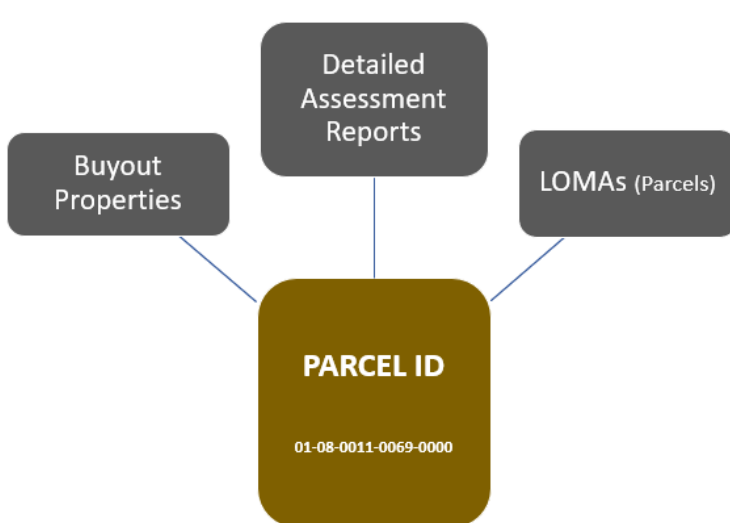 Detailed
Assessment
Reports
Buyout
Properties
LOMAs (Parcels)
PARCEL ID
01-08-0011-0069-0000